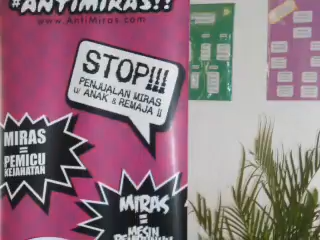 #ANTIMIRAS!!
www.AntiMiras.com
STOP!!!
PENJUALAN MIRAS
U/ ANAK & REMAJA !!
MIRAS
=
PEMICU
KEJAHATAN
MIRAS
=
MESIN